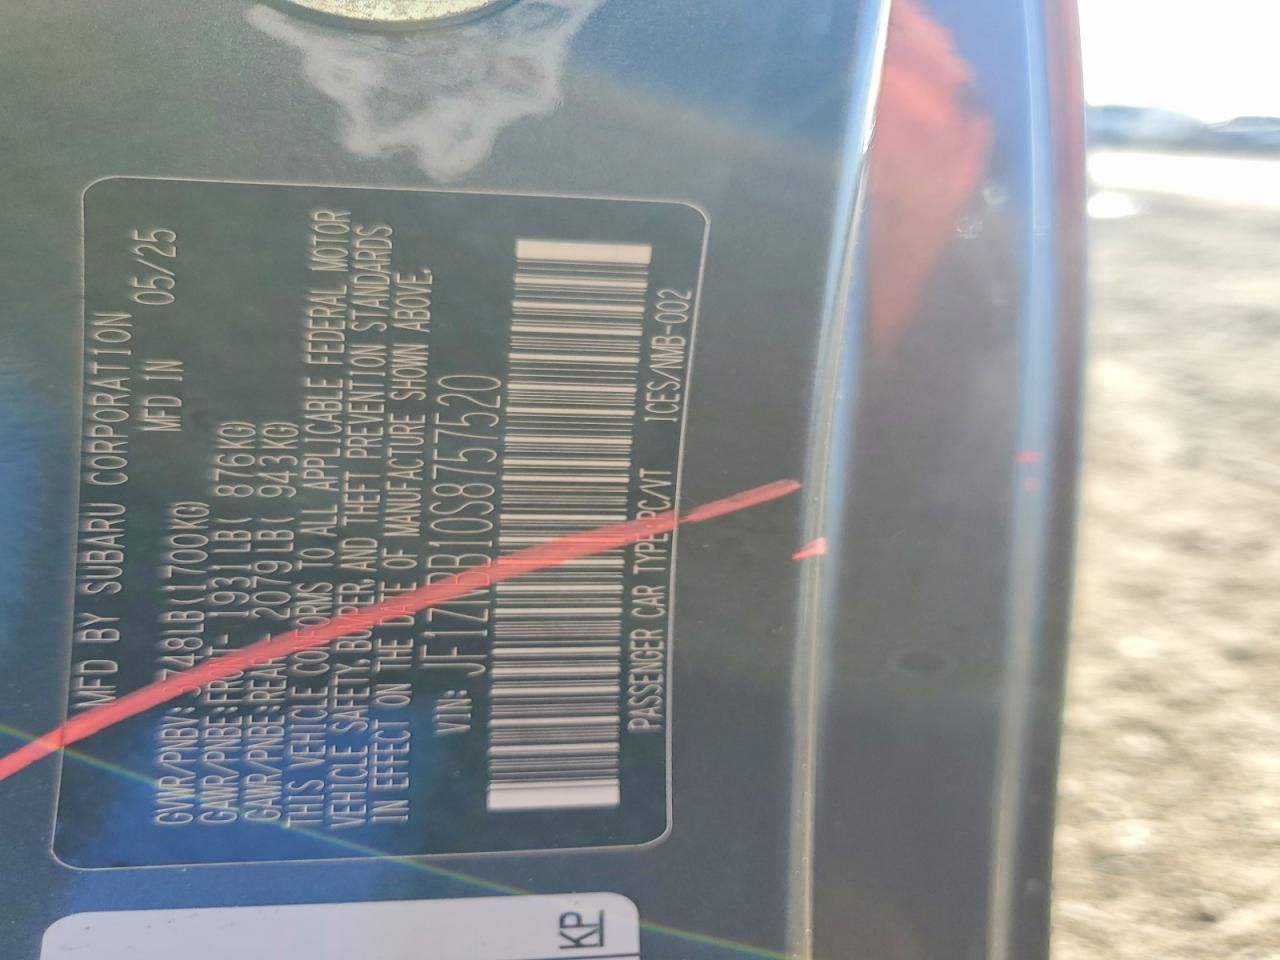 MFD BY SUBARU CORPORATION
MFD IN 05/25
GVWR/PNBV: 3748LB(1700KG)
GAWR/PNBE:FRONT- 1931LB( 876KG)
GAWR/PNBE:REAR- 2079LB( 943KG)
THIS VEHICLE CONFORMS TO ALL APPLICABLE FEDERAL MOTOR
VEHICLE SAFETY,BUMPER,AND THEFT PREVENTION STANDARDS
IN EFFECT ON THE DATE OF MANUFACTURE SHOWN ABOVE.
VIN:
PASSENGER CAR TYPE:PC/VT ICES/NMB-002
KP